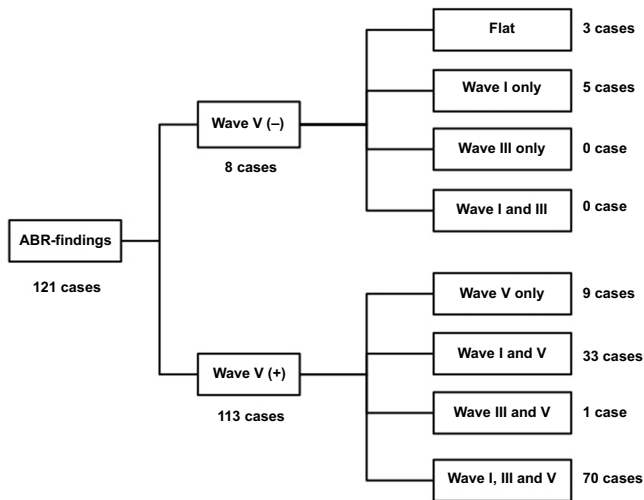 Flat 3 cases
Wave I only 5 cases
Wave V (–)
8 cases
Wave III only 0 case
Wave I and III 0 case
ABR-findings
121 cases
Wave V only 9 cases
Wave I and V 33 cases
Wave V (+)
113 cases
Wave III and V 1 case
Wave I, III and V 70 cases